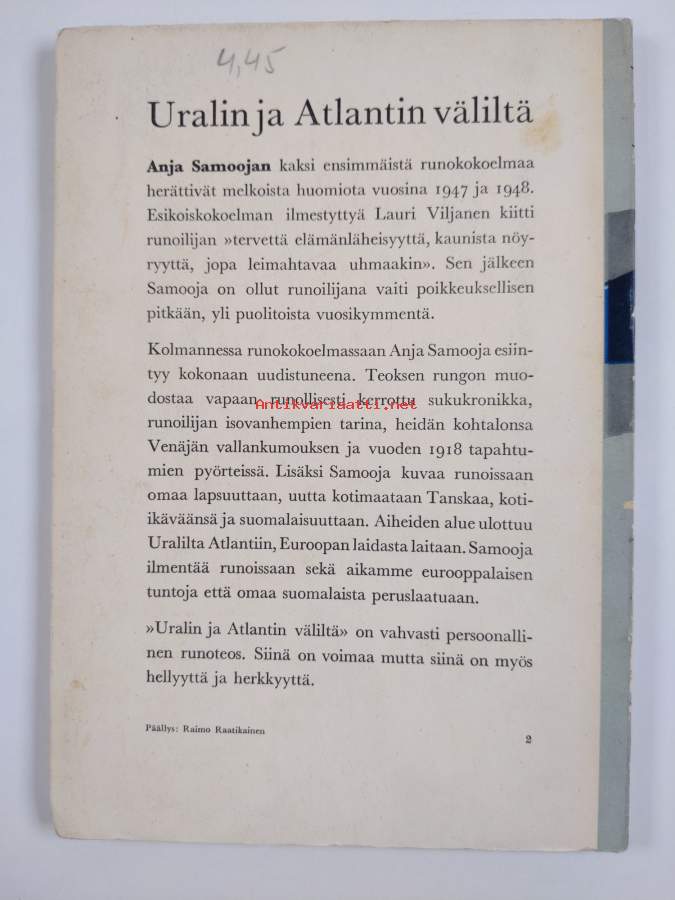 4,45
Uralin ja Atlantin väliltä
Anja Samoojan kaksi ensimmäistä runokokoelmaa
herättivät melkoista huomiota vuosina 1947 ja 1948.
Esikoiskokoelman ilmestyttyä Lauri Viljanen kiitti
runoilijan »tervettä elämänläheisyyttä, kaunista nöy-
ryyttä, jopa leimahtavaa uhmaakin». Sen jälkeen
Samooja on ollut runoilijana vaiti poikkeuksellisen
pitkään, yli puolitoista vuosikymmentä.
Kolmannessa runokokoelmassaan Anja Samooja esiin-
tyy kokonaan uudistuneena. Teoksen rungon muo-
dostaa vapaan runollisesti kerrottu sukukronikka,
Antikvariaatti.net
runoilijan isovanhempien tarina, heidän kohtalonsa
Venäjän vallankumouksen ja vuoden 1918 tapahtu-
mien pyörteissä. Lisäksi Samooja kuvaa runoissaan
omaa lapsuuttaan, uutta kotimaataan Tanskaa, koti-
ikäväänsä ja suomalaisuuttaan. Aiheiden alue ulottuu
Uralilta Atlantiin, Euroopan laidasta laitaan. Samooja
ilmentää runoissaan sekä aikamme eurooppalaisen
tuntoja että omaa suomalaista peruslaatuaan.
»Uralin ja Atlantin väliltä» on vahvasti persoonalli-
nen runoteos. Siinä on voimaa mutta siinä on myös
hellyyttä ja herkkyyttä.
Päällys: Raimo Raatikainen
2